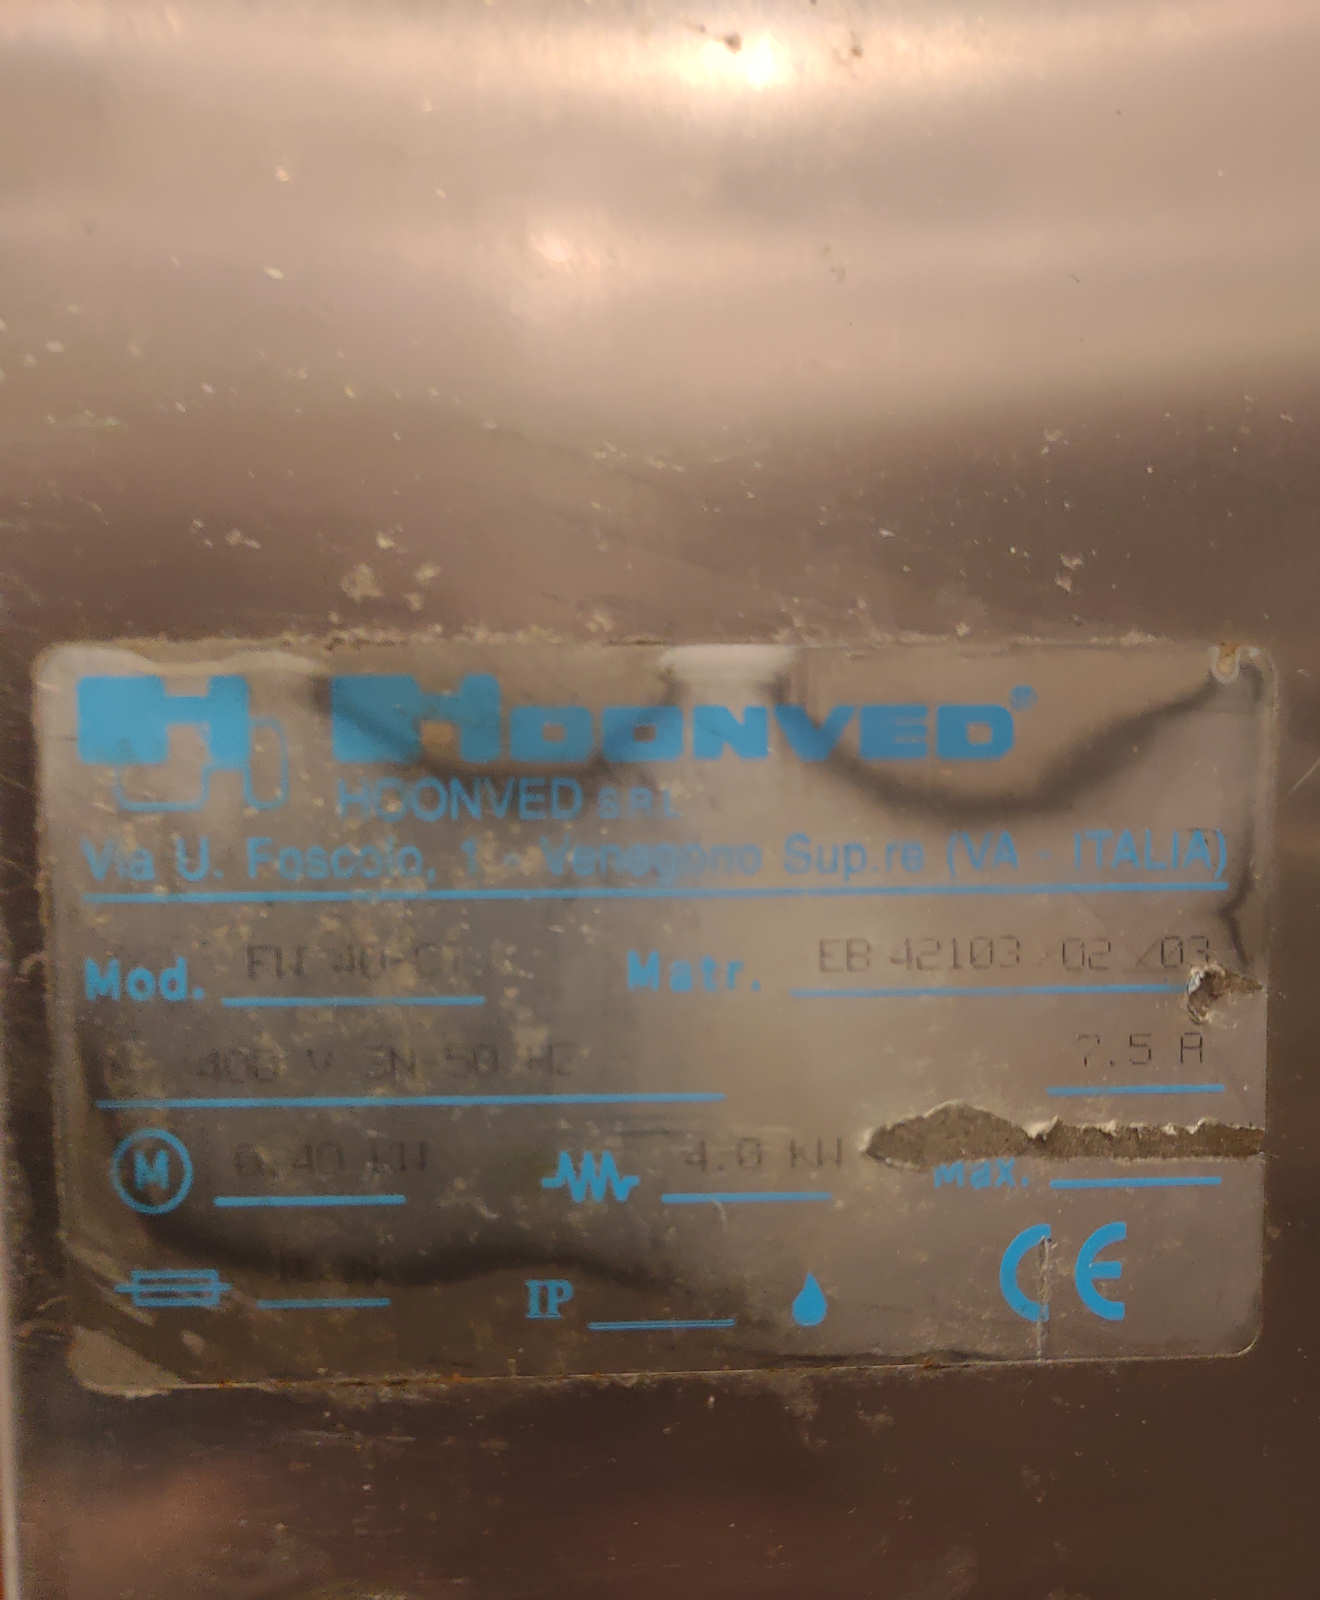 HOONVED®
HOONVED S.R.L
Via U. Foscolo, 1 - Venegono Sup.re (VA - ITALIA)
Mod. Matr. EB 42103 /02 /03
400 V 3N 50 HZ 7.5 A
M 0.40 KW 4.0 KW Max.
IP CE